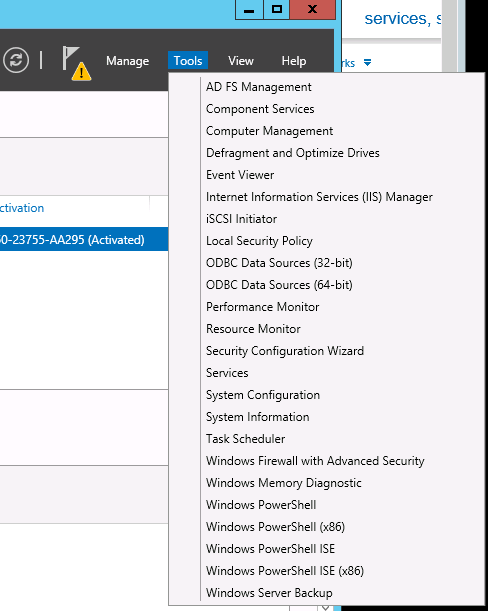 services, s
Manage Tools View Help
rks
AD FS Management
Component Services
Computer Management
Defragment and Optimize Drives
Event Viewer
Internet Information Services (IIS) Manager
ctivation
iSCSI Initiator
0-23755-AA295 (Activated)
Local Security Policy
ODBC Data Sources (32-bit)
ODBC Data Sources (64-bit)
Performance Monitor
Resource Monitor
Security Configuration Wizard
Services
System Configuration
System Information
Task Scheduler
Windows Firewall with Advanced Security
Windows Memory Diagnostic
Windows PowerShell
Windows PowerShell (x86)
Windows PowerShell ISE
Windows PowerShell ISE (x86)
Windows Server Backup